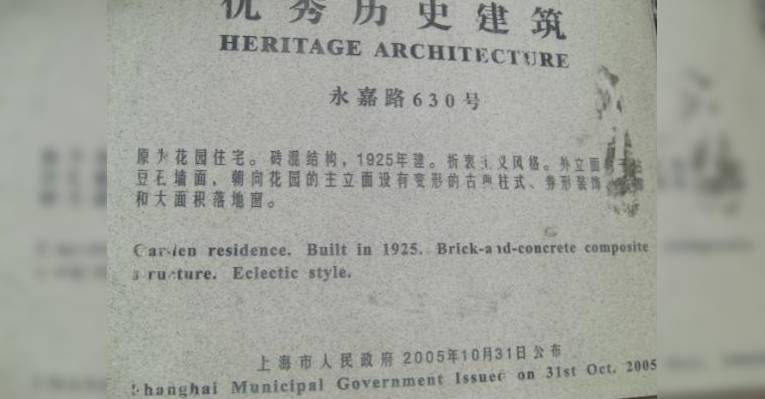 优秀历史建筑
HERITAGE ARCHITECTURE
永嘉路630号
原为花园住宅。砖混结构，1925年建。折衷主义风格。外立面
豆石墙面，朝向花园的主立面设有变形的古典柱式、券形装饰
和大面积落地窗。
Garden residence. Built in 1925. Brick-and-concrete composite
structure. Eclectic style.
上海市人民政府 2005年10月31日公布
Shanghai Municipal Government Issued on 31st Oct. 2005